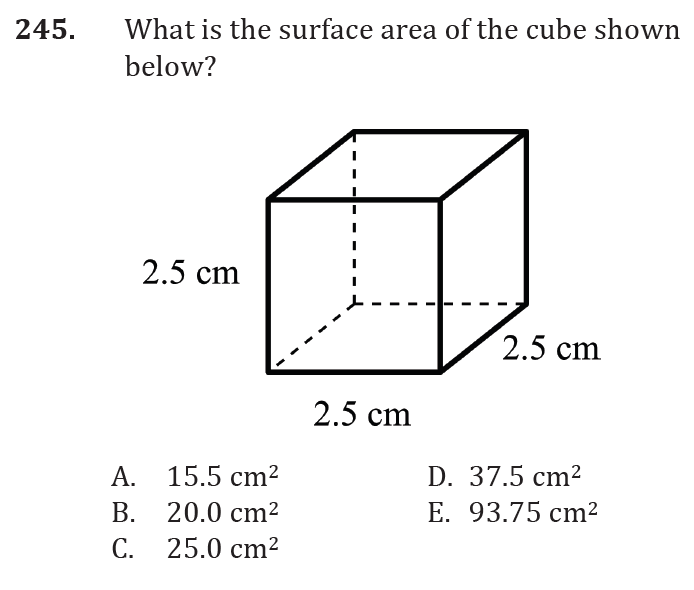 245. What is the surface area of the cube shown
below?
2.5 cm
2.5 cm
2.5 cm
A. 15.5 cm²
B. 20.0 cm²
C. 25.0 cm²
D. 37.5 cm²
E. 93.75 cm²